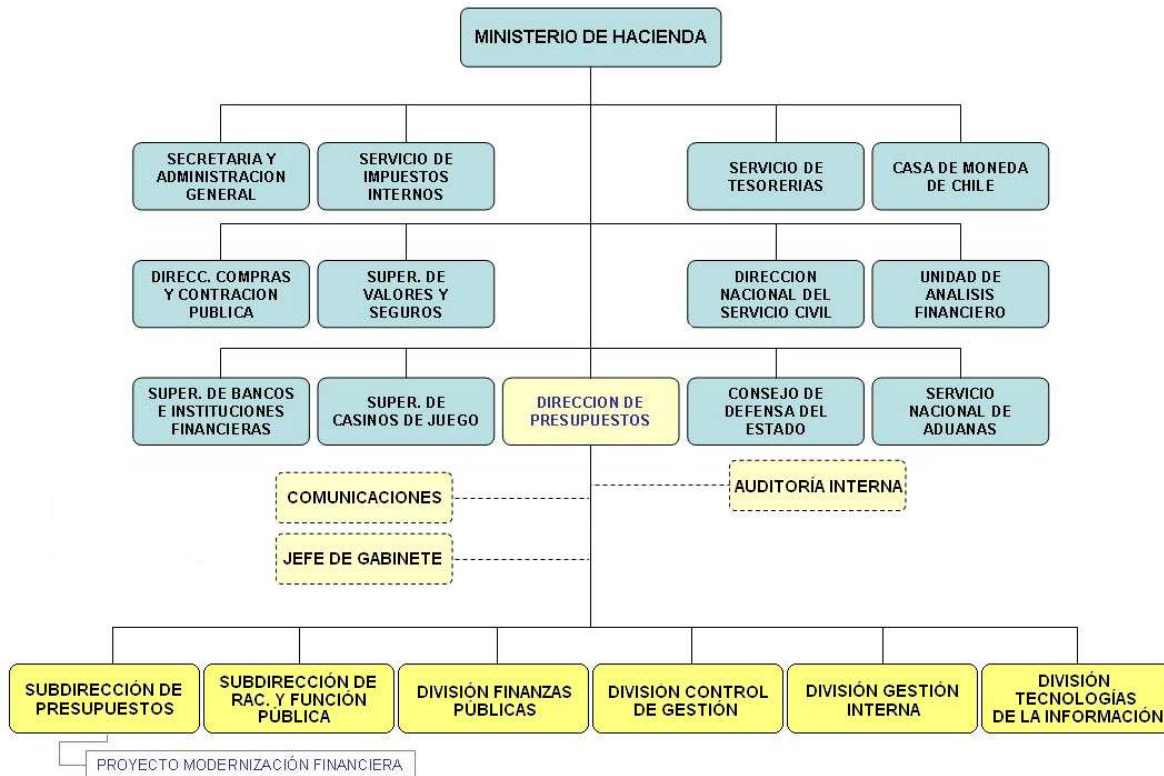 MINISTERIO DE HACIENDA
SECRETARIA Y
ADMINISTRACION
GENERAL
SERVICIO DE
IMPUESTOS
INTERNOS
SERVICIO DE
TESORERIAS
CASA DE MONEDA
DE CHILE
DIRECC. COMPRAS
Y CONTRACION
PUBLICA
SUPER. DE
VALORES Y
SEGUROS
DIRECCION
NACIONAL DEL
SERVICIO CIVIL
UNIDAD DE
ANALISIS
FINANCIERO
SUPER. DE BANCOS
E INSTITUCIONES
FINANCIERAS
SUPER. DE
CASINOS DE JUEGO
DIRECCION DE
PRESUPUESTOS
CONSEJO DE
DEFENSA DEL
ESTADO
SERVICIO
NACIONAL DE
ADUANAS
COMUNICACIONES
AUDITORÍA INTERNA
JEFE DE GABINETE
SUBDIRECCIÓN DE
PRESUPUESTOS
SUBDIRECCIÓN DE
RAC. Y FUNCIÓN
PÚBLICA
DIVISIÓN FINANZAS
PÚBLICAS
DIVISIÓN CONTROL
DE GESTIÓN
DIVISIÓN GESTIÓN
INTERNA
DIVISIÓN
TECNOLOGÍAS
DE LA INFORMACIÓN
PROYECTO MODERNIZACIÓN FINANCIERA